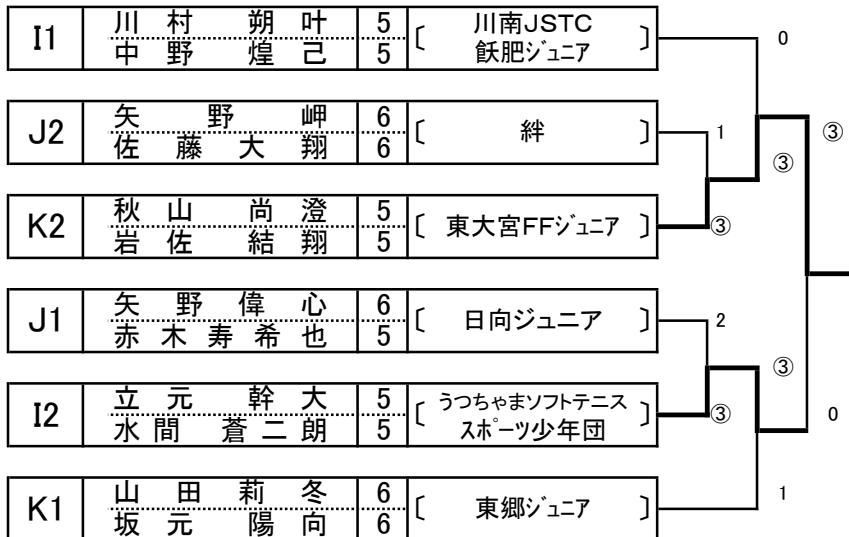 I1 川村 朔叶 5 〔 川南JSTC 〕 0
中野 煌己 5 飫肥ジュニア
J2 矢野 岬 6 〔 絆 〕 1 ③
佐藤大翔 6 ③
K2 秋山 尚澄 5 〔 東大宮FFジュニア 〕 ③
岩佐 結翔 5
J1 矢野偉心 6 〔 日向ジュニア 〕 2
赤木寿希也 5 ③
I2 立元 幹大 5 〔 うつちゃまソフトテニス 〕 ③ 0
水間 蒼二朗 5 スポーツ少年団
K1 山田莉冬 6 〔 東郷ジュニア 〕 1
坂元 陽向 6